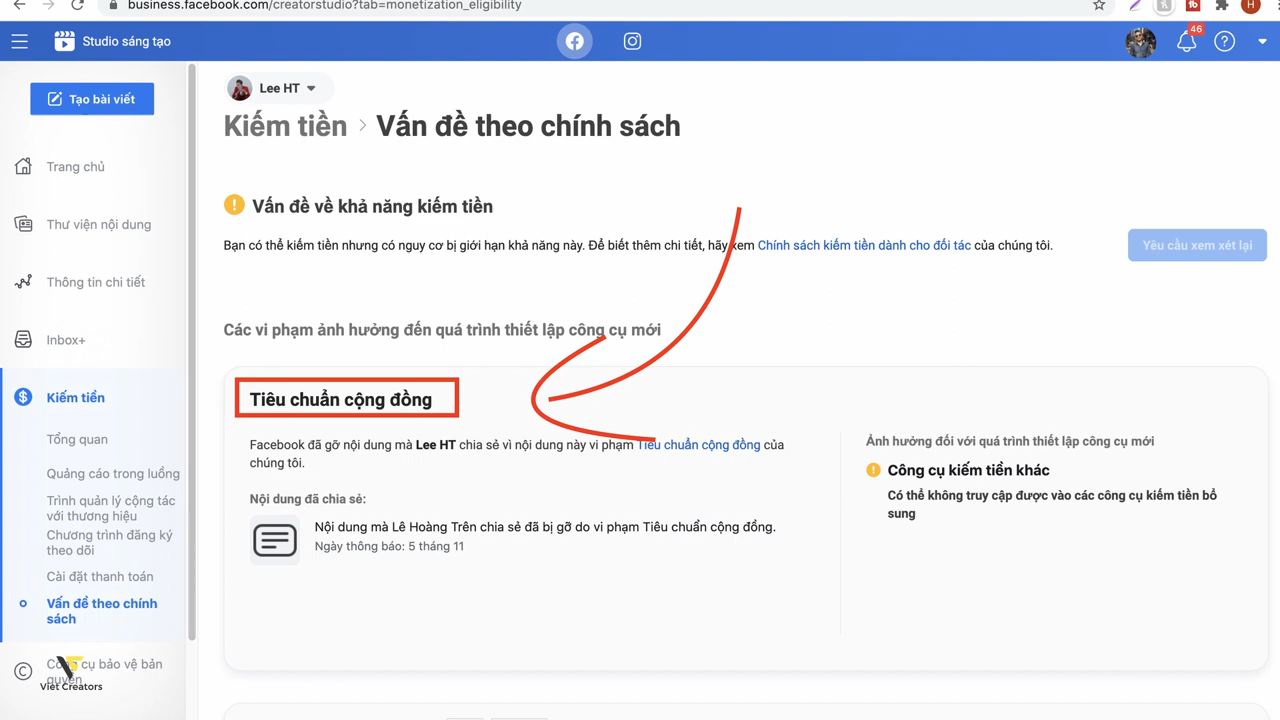 business.facebook.com/creatorstudio?tab=monetization_eligibility
H
Studio sáng tạo
46
Tạo bài viết
Trang chủ
Thư viện nội dung
Thông tin chi tiết
Inbox+
Kiếm tiền
Tổng quan
Quảng cáo trong luồng
Trình quản lý cộng tác
với thương hiệu
Chương trình đăng ký
theo dõi
Cài đặt thanh toán
Vấn đề theo chính
sách
Công cụ bảo vệ bản
quyền
Viet Creators
Lee HT
Kiếm tiền > Vấn đề theo chính sách
Vấn đề về khả năng kiếm tiền
Bạn có thể kiếm tiền nhưng có nguy cơ bị giới hạn khả năng này. Để biết thêm chi tiết, hãy xem Chính sách kiếm tiền dành cho đối tác của chúng tôi.
Yêu cầu xem xét lại
Các vi phạm ảnh hưởng đến quá trình thiết lập công cụ mới
Tiêu chuẩn cộng đồng
Facebook đã gỡ nội dung mà Lee HT chia sẻ vì nội dung này vi phạm Tiêu chuẩn cộng đồng của
chúng tôi.
Nội dung đã chia sẻ:
Nội dung mà Lê Hoàng Trên chia sẻ đã bị gỡ do vi phạm Tiêu chuẩn cộng đồng.
Ngày thông báo: 5 tháng 11
Ảnh hưởng đối với quá trình thiết lập công cụ mới
Công cụ kiếm tiền khác
Có thể không truy cập được vào các công cụ kiếm tiền bổ
sung